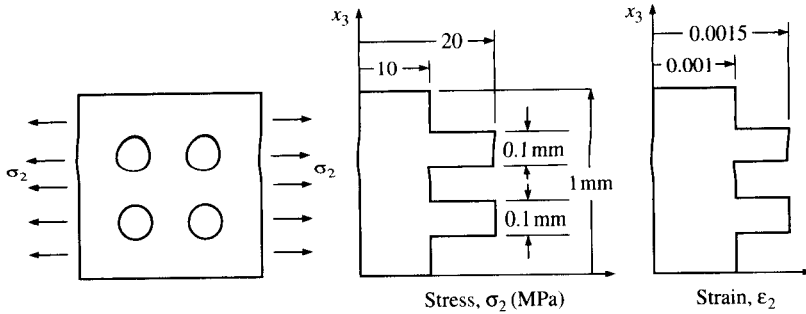 σ₂
σ₂
x₃
20
10
0.1 mm
1 mm
0.1 mm
Stress, σ₂ (MPa)
x₃
0.0015
0.001
Strain, ε₂